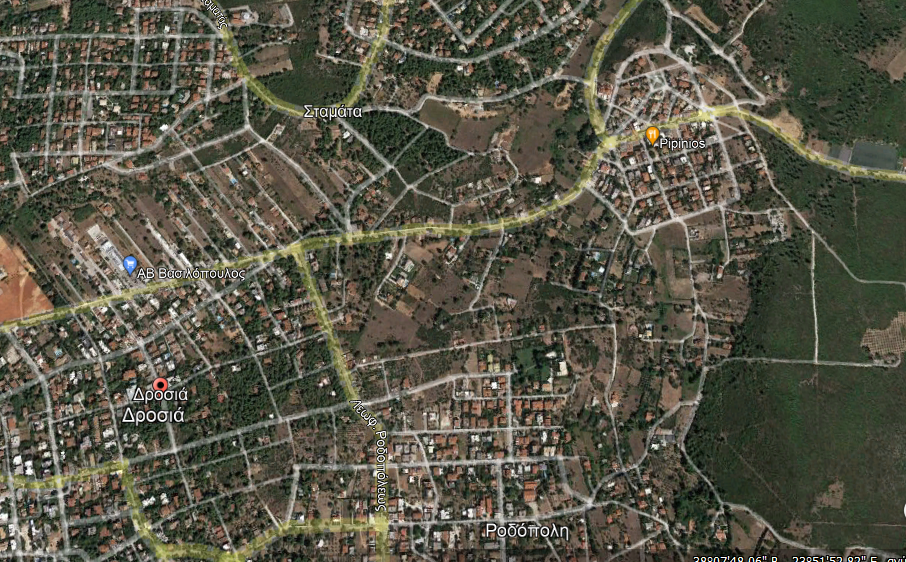 Σταμάτα
Pipinios
ΑΒ Βασιλόπουλος
Δροσιά
Δροσιά
Λεωφ. Ροδοπόλεως
Ροδόπολη